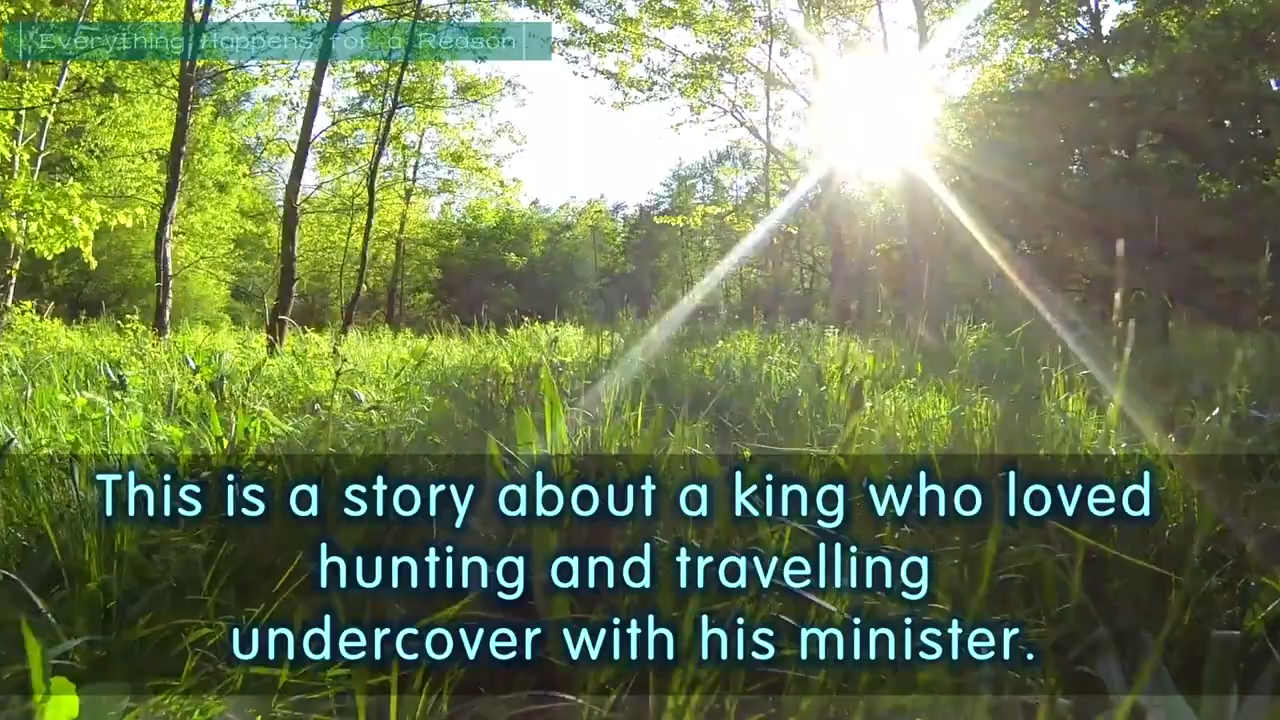 Everything Happens for a Reason
This is a story about a king who loved
hunting and travelling
undercover with his minister.